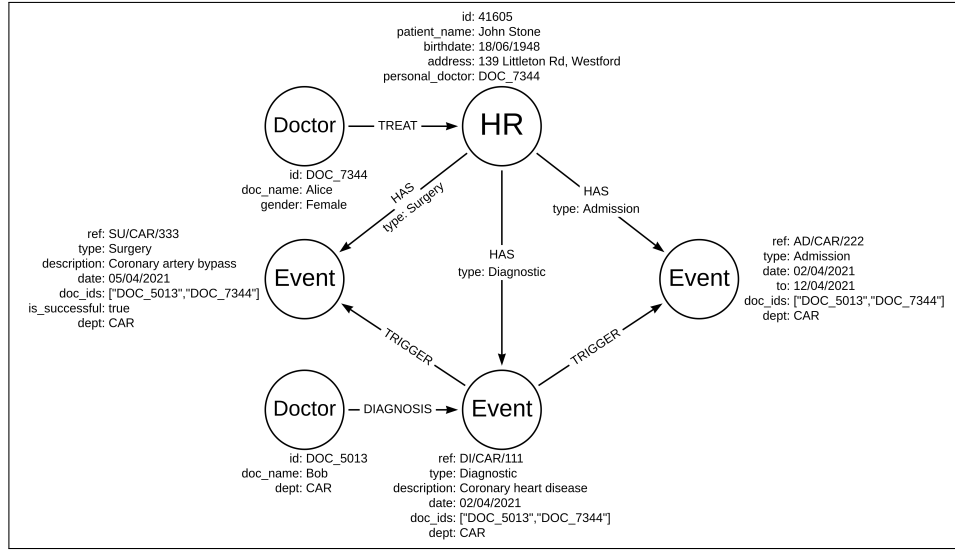 id: 41605
patient_name: John Stone
birthdate: 18/06/1948
address: 139 Littleton Rd, Westford
personal_doctor: DOC_7344
Doctor
TREAT
HR
id: DOC_7344
doc_name: Alice
gender: Female
HAS
type: Surgery
HAS
type: Diagnostic
HAS
type: Admission
ref: SU/CAR/333
type: Surgery
description: Coronary artery bypass
date: 05/04/2021
doc_ids: ["DOC_5013","DOC_7344"]
is_successful: true
dept: CAR
Event
Event
ref: AD/CAR/222
type: Admission
date: 02/04/2021
to: 12/04/2021
doc_ids: ["DOC_5013","DOC_7344"]
dept: CAR
TRIGGER
TRIGGER
Doctor
DIAGNOSIS
Event
id: DOC_5013
doc_name: Bob
dept: CAR
ref: DI/CAR/111
type: Diagnostic
description: Coronary heart disease
date: 02/04/2021
doc_ids: ["DOC_5013","DOC_7344"]
dept: CAR